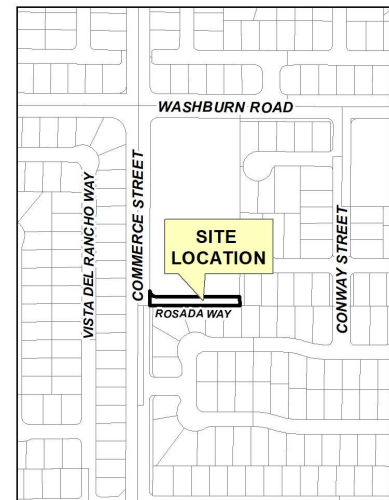 WASHBURN ROAD
VISTA DEL RANCHO WAY
COMMERCE STREET
CONWAY STREET
SITE
LOCATION
ROSADA WAY